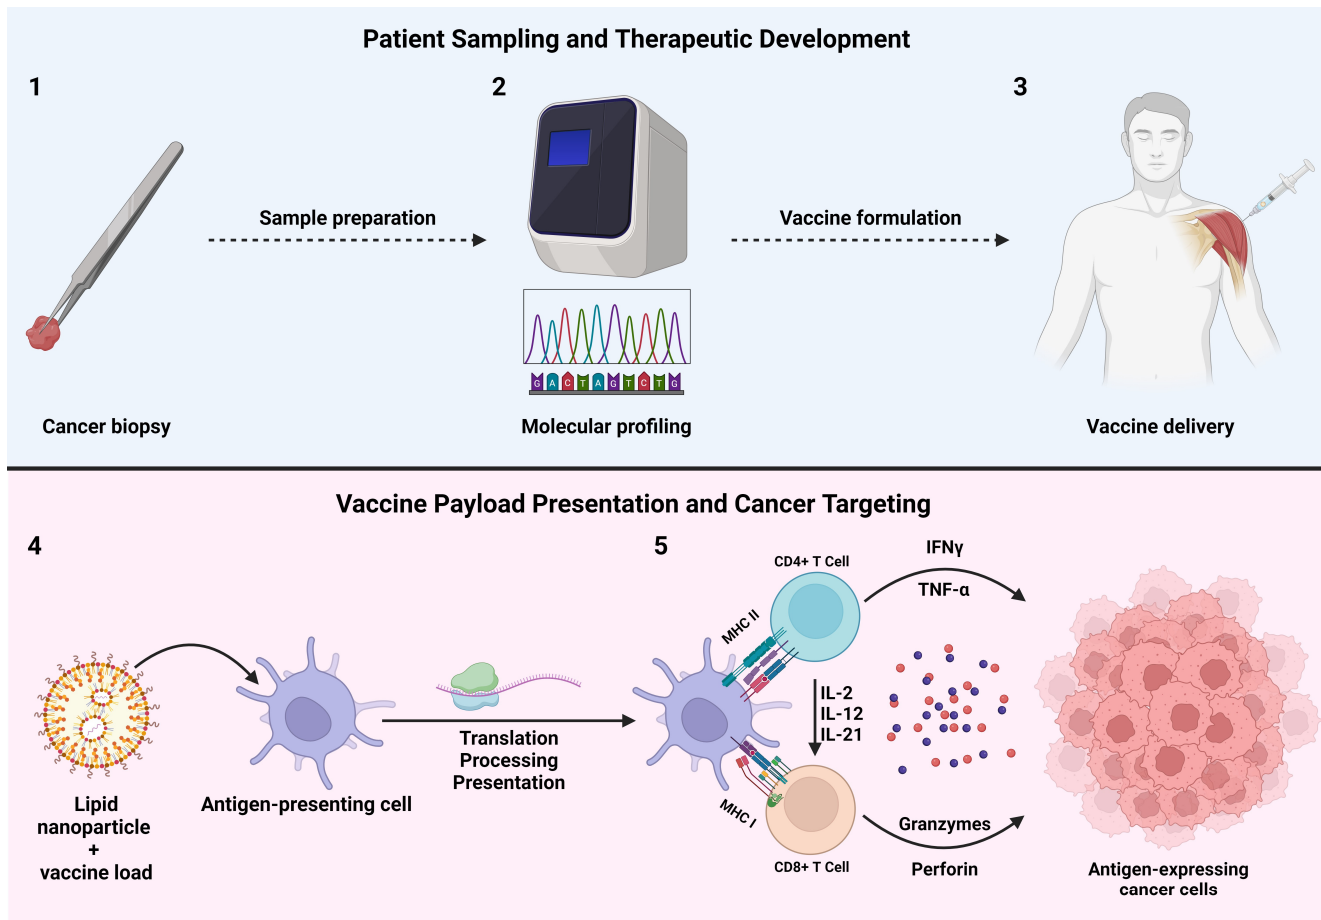 Patient Sampling and Therapeutic Development
1
2
3
Sample preparation
Vaccine formulation
G A C T A G T C T G
Cancer biopsy
Molecular profiling
Vaccine delivery
Vaccine Payload Presentation and Cancer Targeting
4
5
Lipid
nanoparticle
+
vaccine load
Antigen-presenting cell
Translation
Processing
Presentation
CD4+ T Cell
MHC II
IL-2
IL-12
IL-21
MHC I
CD8+ T Cell
IFNγ
TNF-α
Granzymes
Perforin
Antigen-expressing
cancer cells